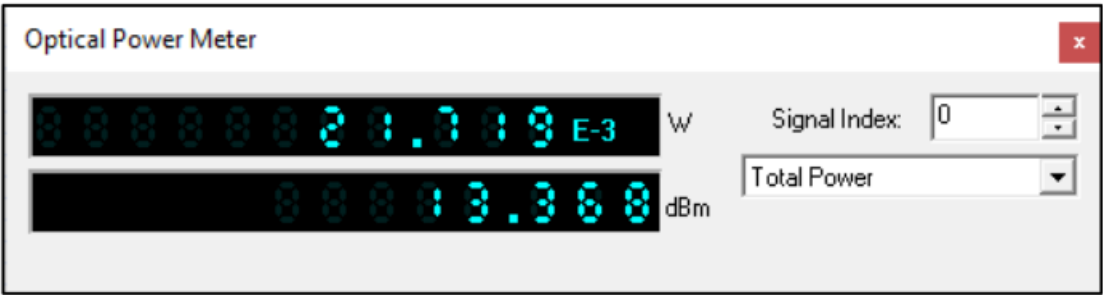 Optical Power Meter
x
21.719 E-3 W
Signal Index: 0
Total Power
13.368 dBm